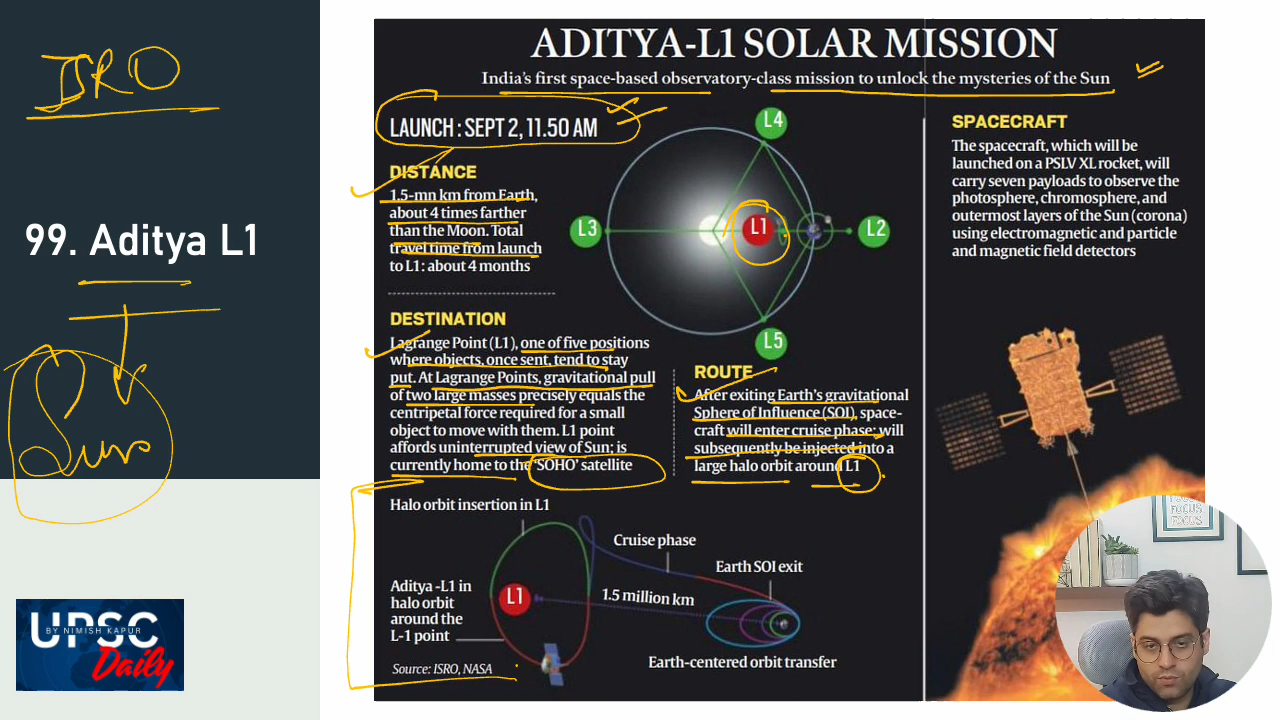 ISRO
99. Aditya L1
Sun
UPSC
BY NIMISH KAPUR
Daily
ADITYA-L1 SOLAR MISSION
India's first space-based observatory-class mission to unlock the mysteries of the Sun
LAUNCH : SEPT 2, 11.50 AM
DISTANCE
1.5-mn km from Earth,
about 4 times farther
than the Moon. Total
travel time from launch
to L1: about 4 months
L4
L3
L1
L2
L5
DESTINATION
Lagrange Point (L1), one of five positions
where objects, once sent, tend to stay
put. At Lagrange Points, gravitational pull
of two large masses precisely equals the
centripetal force required for a small
object to move with them. L1 point
affords uninterrupted view of Sun; is
currently home to the 'SOHO' satellite
ROUTE
After exiting Earth's gravitational
Sphere of Influence (SOI), space-
craft will enter cruise phase; will
subsequently be injected into a
large halo orbit around L1
SPACECRAFT
The spacecraft, which will be
launched on a PSLV XL rocket, will
carry seven payloads to observe the
photosphere, chromosphere, and
outermost layers of the Sun (corona)
using electromagnetic and particle
and magnetic field detectors
Halo orbit insertion in L1
Cruise phase
Earth SOI exit
L1
1.5 million km
Aditya -L1 in
halo orbit
around the
L-1 point
Earth-centered orbit transfer
Source: ISRO, NASA
FOCUS
FOCUS
FOCUS